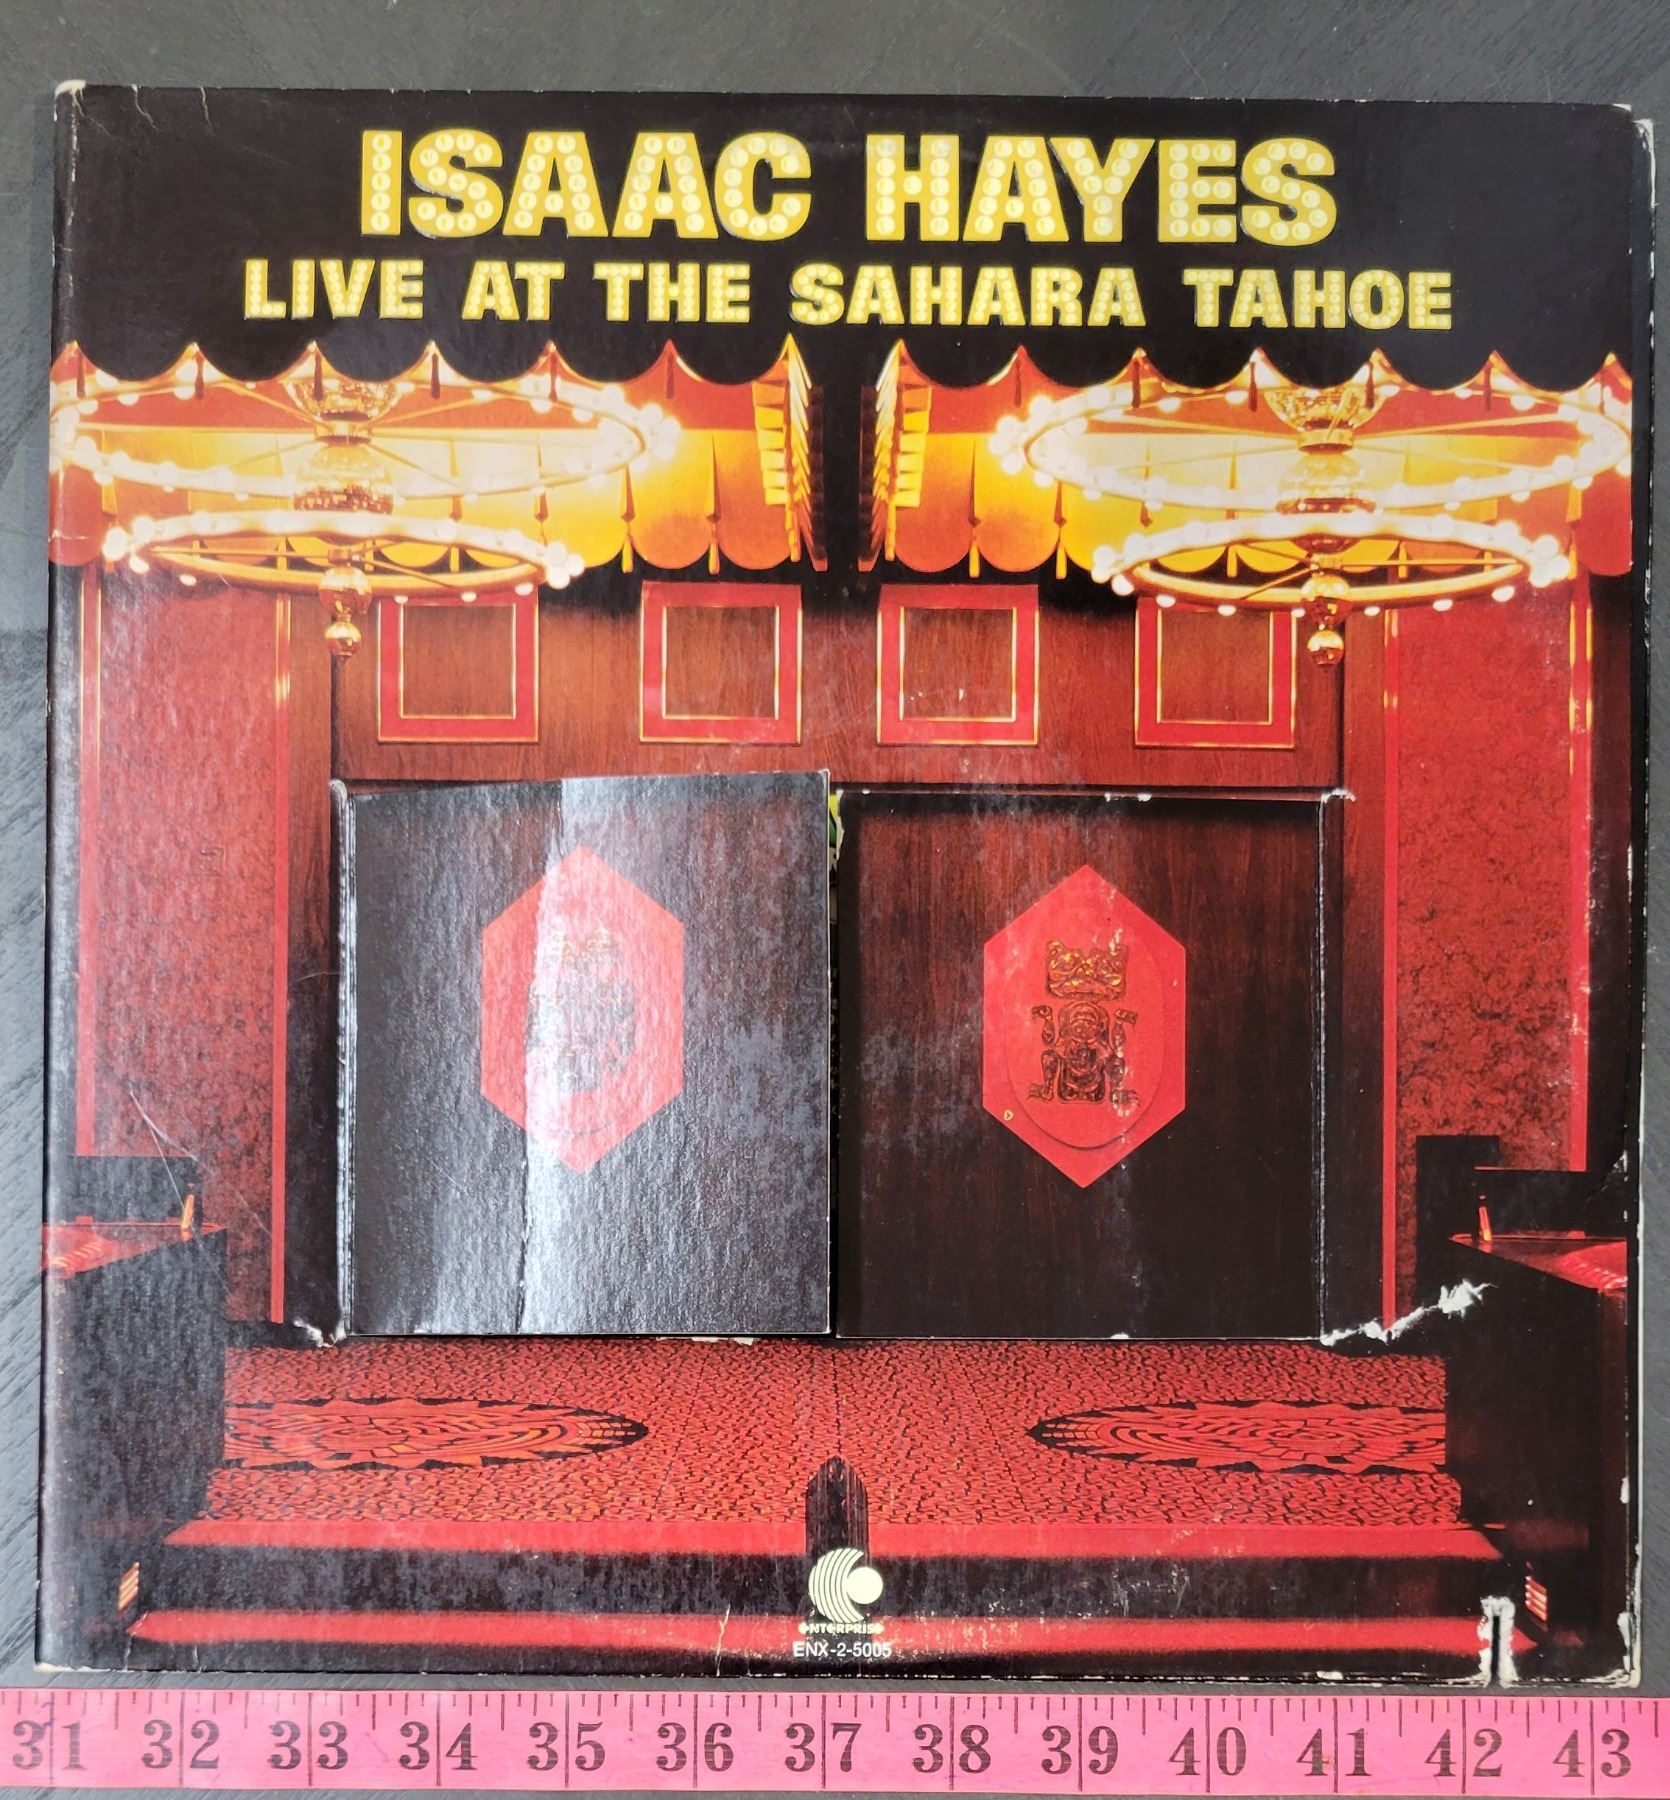 ISAAC HAYES
LIVE AT THE SAHARA TAHOE
ENTERPRISE
ENX-2-5005
31 32 33 34 35 36 37 38 39 40 41 42 43